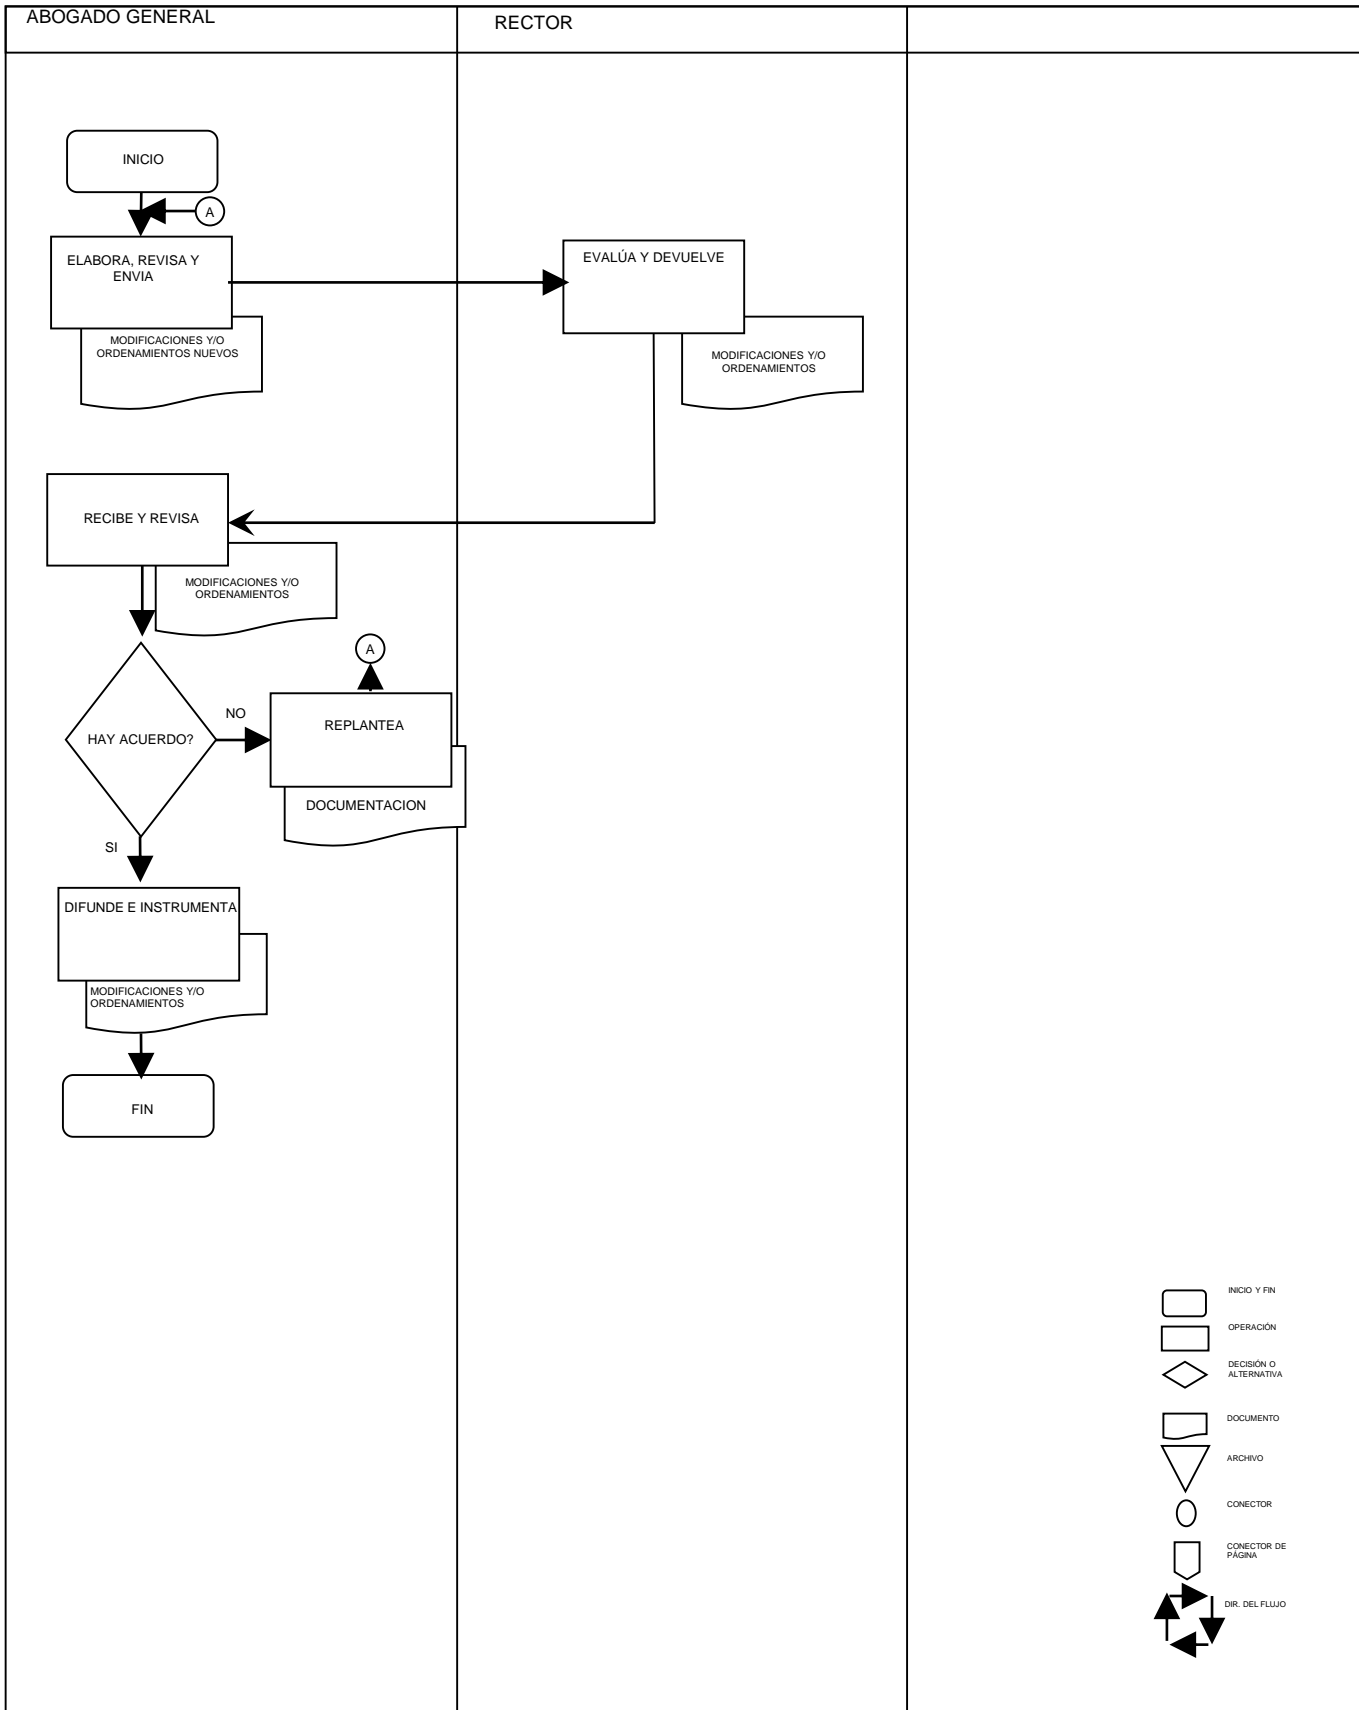 ABOGADO GENERAL
RECTOR
INICIO
A
ELABORA, REVISA Y
ENVIA
MODIFICACIONES Y/O
ORDENAMIENTOS NUEVOS
EVALÚA Y DEVUELVE
MODIFICACIONES Y/O
ORDENAMIENTOS
RECIBE Y REVISA
MODIFICACIONES Y/O
ORDENAMIENTOS
HAY ACUERDO?
NO
A
REPLANTEA
DOCUMENTACION
SI
DIFUNDE E INSTRUMENTA
MODIFICACIONES Y/O
ORDENAMIENTOS
FIN
INICIO Y FIN
OPERACIÓN
DECISIÓN O
ALTERNATIVA
DOCUMENTO
ARCHIVO
CONECTOR
CONECTOR DE
PÁGINA
DIR. DEL FLUJO